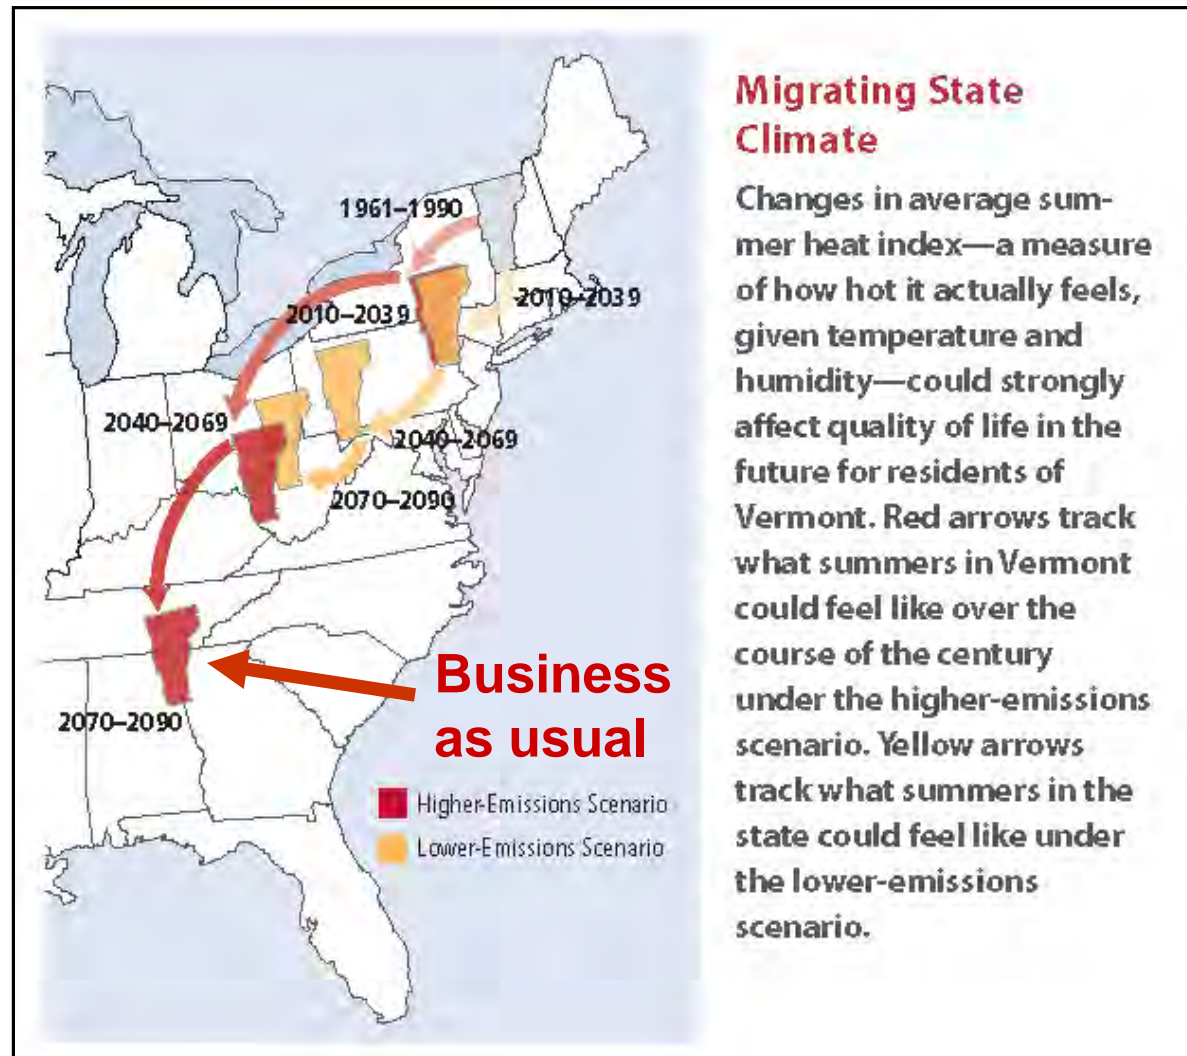 1961–1990
2010–2039
2010–2039
2040–2069
2040–2069
2070–2090
2070–2090
Business
as usual
Higher-Emissions Scenario
Lower-Emissions Scenario
Migrating State
Climate
Changes in average sum-
mer heat index—a measure
of how hot it actually feels,
given temperature and
humidity—could strongly
affect quality of life in the
future for residents of
Vermont. Red arrows track
what summers in Vermont
could feel like over the
course of the century
under the higher-emissions
scenario. Yellow arrows
track what summers in the
state could feel like under
the lower-emissions
scenario.